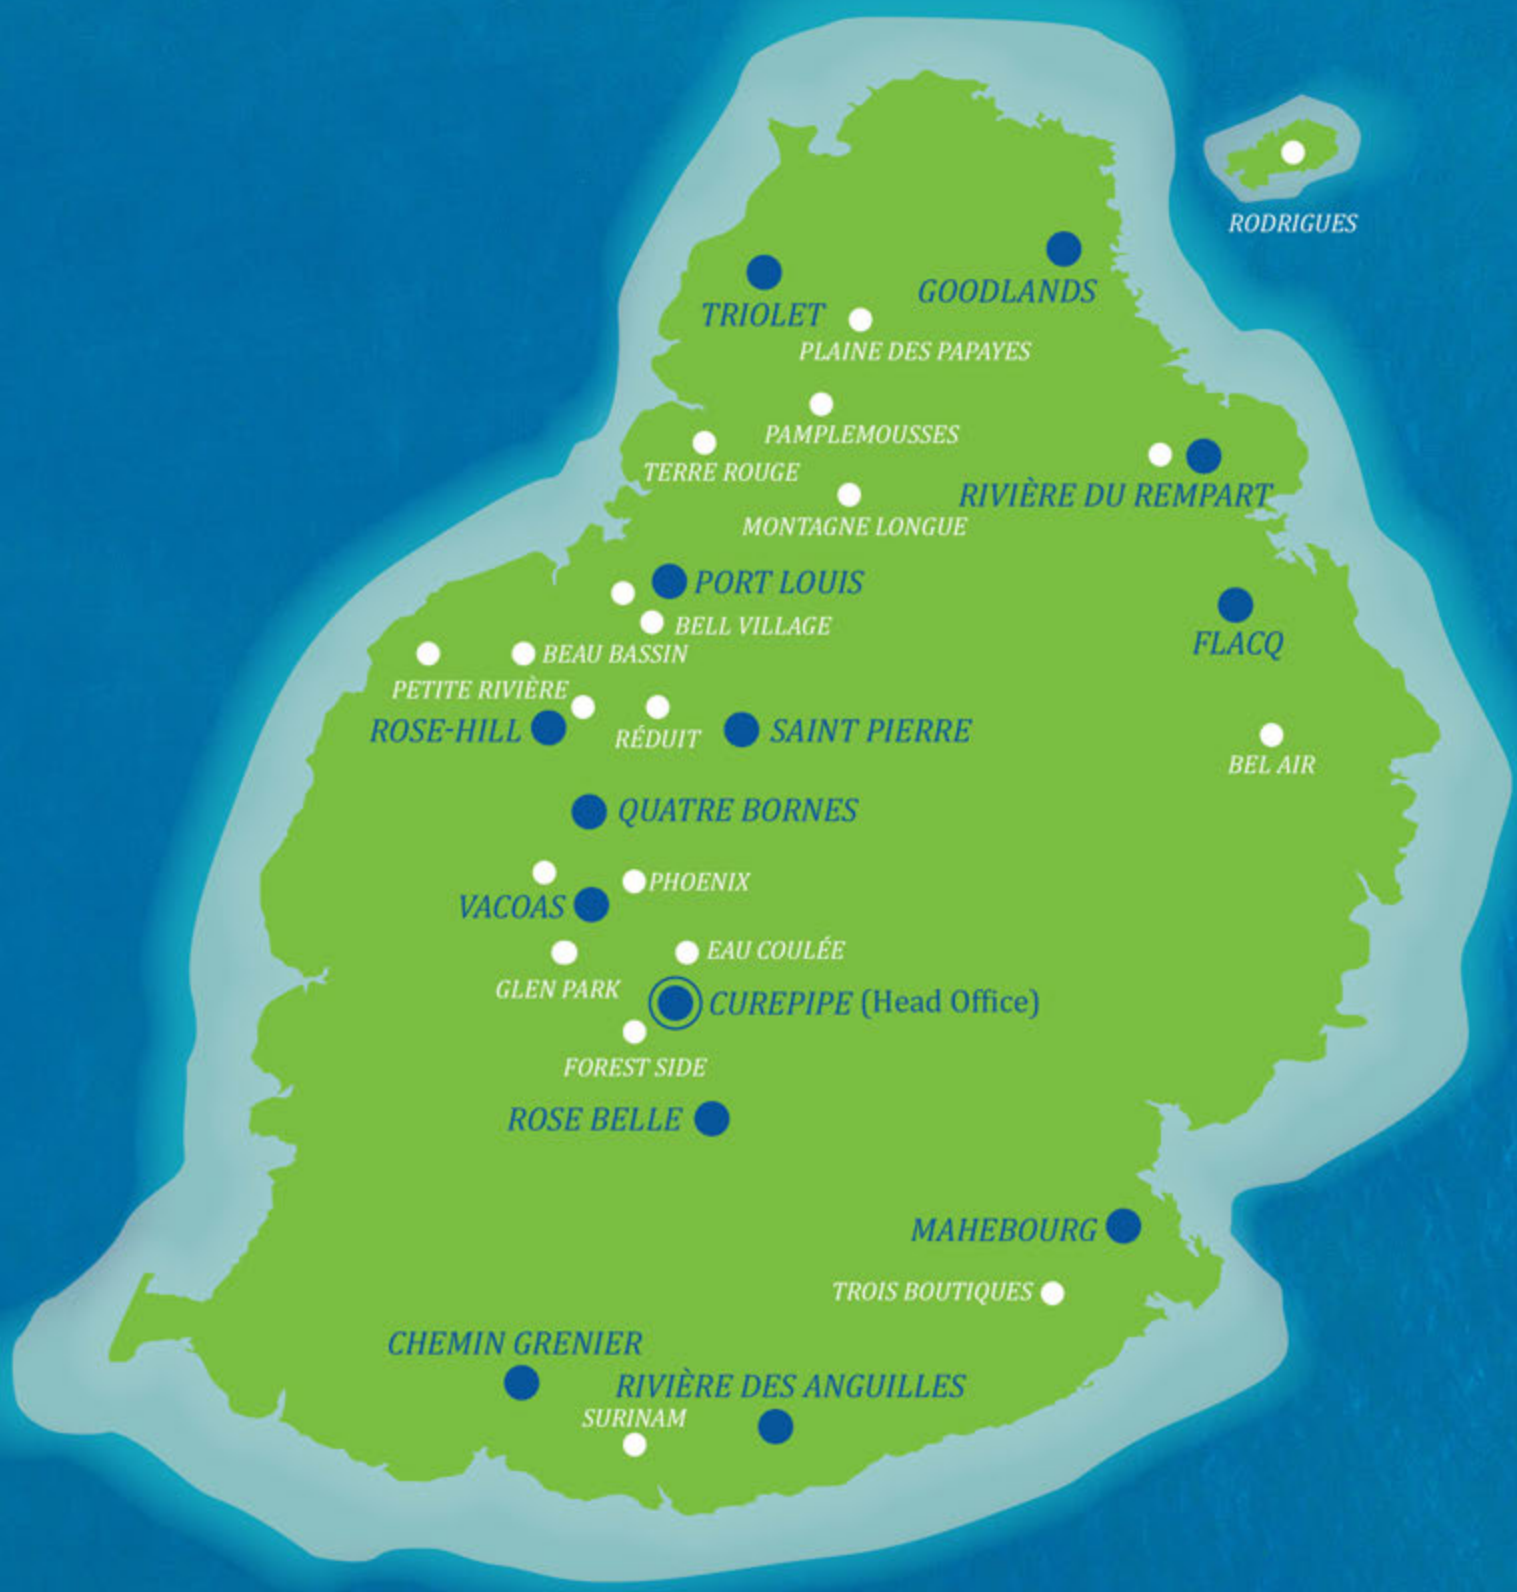 RODRIGUES
GOODLANDS
TRIOLET
PLAINE DES PAPAYES
PAMPLEMOUSSES
TERRE ROUGE
RIVIÈRE DU REMPART
MONTAGNE LONGUE
PORT LOUIS
BELL VILLAGE
FLACQ
BEAU BASSIN
PETITE RIVIÈRE
ROSE-HILL
RÉDUIT
SAINT PIERRE
BEL AIR
QUATRE BORNES
PHOENIX
VACOAS
EAU COULÉE
GLEN PARK
CUREPIPE (Head Office)
FOREST SIDE
ROSE BELLE
MAHEBOURG
TROIS BOUTIQUES
CHEMIN GRENIER
RIVIÈRE DES ANGUILLES
SURINAM